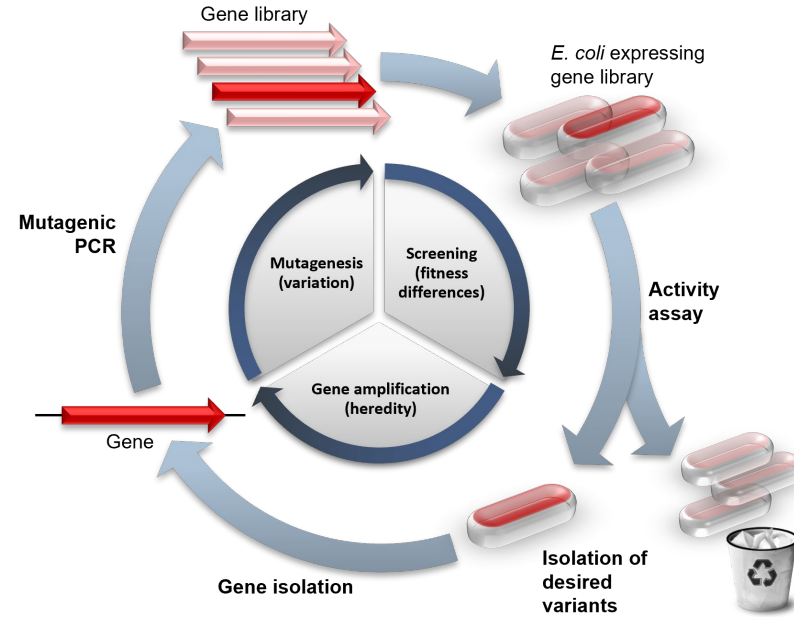 Gene library
E. coli expressing
gene library
Mutagenic
PCR
Mutagenesis
(variation)
Screening
(fitness
differences)
Activity
assay
Gene amplification
(heredity)
Gene
Gene isolation
Isolation of
desired
variants